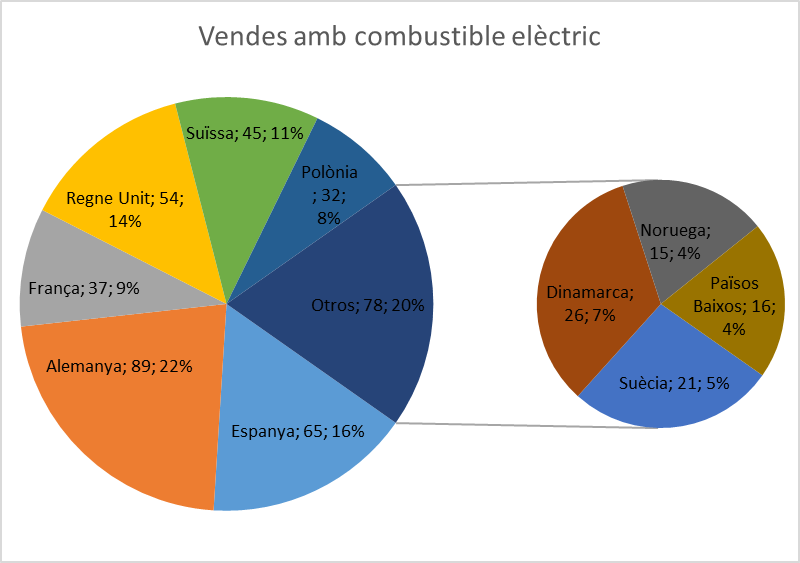 Vendes amb combustible elèctric
Suïssa; 45; 11%
Polònia
; 32;
8%
Regne Unit; 54;
14%
França; 37; 9%
Otros; 78; 20%
Alemanya; 89; 22%
Espanya; 65; 16%
Noruega;
15; 4%
Dinamarca;
26; 7%
Països
Baixos; 16;
4%
Suècia; 21; 5%